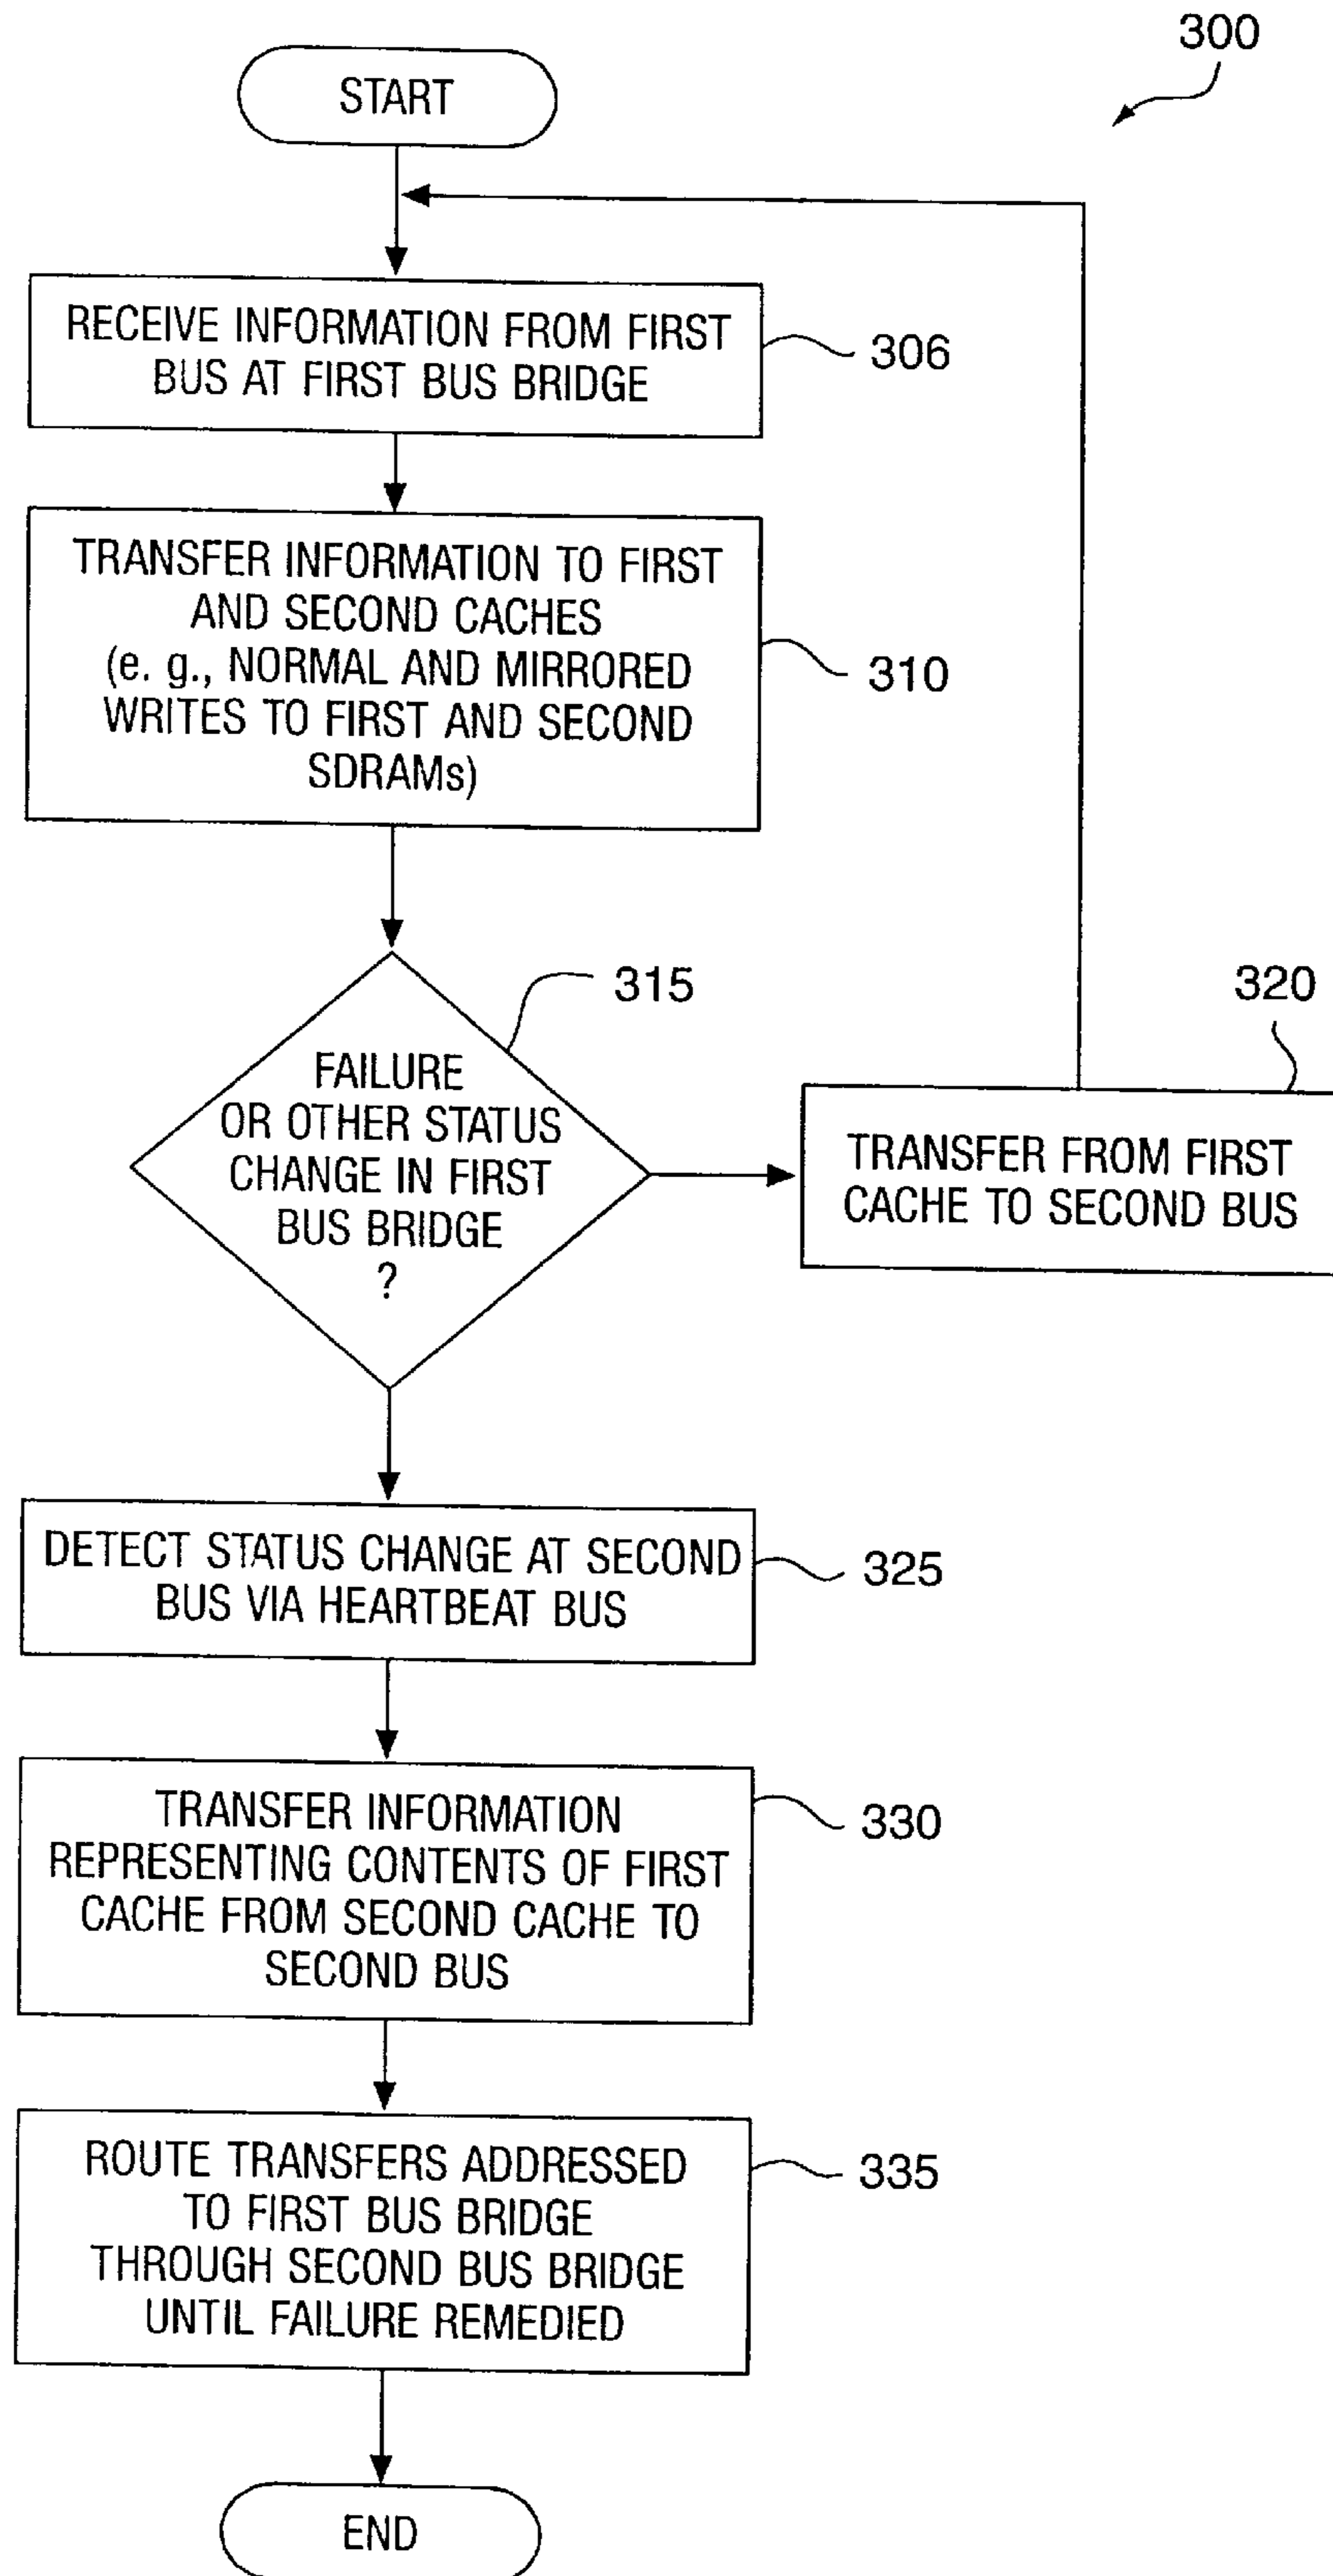 300
START
RECEIVE INFORMATION FROM FIRST
BUS AT FIRST BUS BRIDGE
306
TRANSFER INFORMATION TO FIRST
AND SECOND CACHES
(e. g., NORMAL AND MIRRORED
WRITES TO FIRST AND SECOND
SDRAMs)
310
315
FAILURE
OR OTHER STATUS
CHANGE IN FIRST
BUS BRIDGE
?
320
TRANSFER FROM FIRST
CACHE TO SECOND BUS
DETECT STATUS CHANGE AT SECOND
BUS VIA HEARTBEAT BUS
325
TRANSFER INFORMATION
REPRESENTING CONTENTS OF FIRST
CACHE FROM SECOND CACHE TO
SECOND BUS
330
ROUTE TRANSFERS ADDRESSED
TO FIRST BUS BRIDGE
THROUGH SECOND BUS BRIDGE
UNTIL FAILURE REMEDIED
335
END